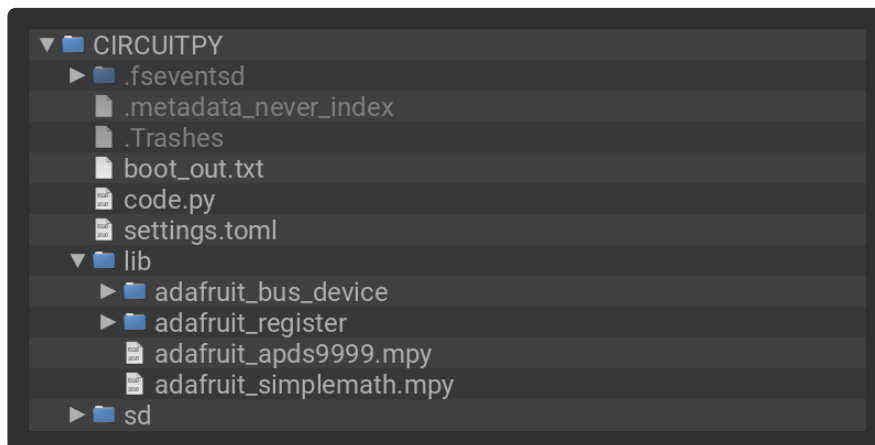 CIRCUITPY
.fseventsd
.metadata_never_index
.Trashes
boot_out.txt
code.py
settings.toml
lib
adafruit_bus_device
adafruit_register
adafruit_apds9999.mpy
adafruit_simplemath.mpy
sd